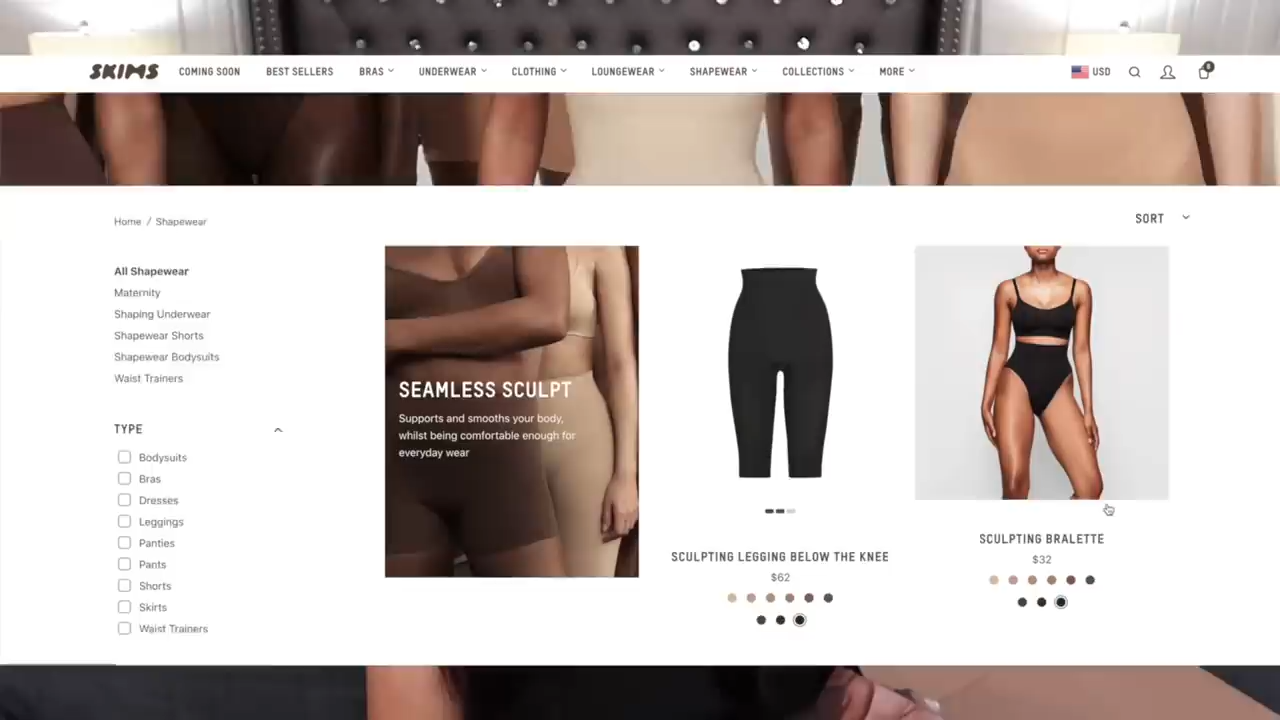 SKIMS
COMING SOON
BEST SELLERS
BRAS
UNDERWEAR
CLOTHING
LOUNGEWEAR
SHAPEWEAR
COLLECTIONS
MORE
USD
Home / Shapewear
SORT
All Shapewear
Maternity
Shaping Underwear
Shapewear Shorts
Shapewear Bodysuits
Waist Trainers
TYPE
Bodysuits
Bras
Dresses
Leggings
Panties
Pants
Shorts
Skirts
Waist Trainers
SEAMLESS SCULPT
Supports and smooths your body,
whilst being comfortable enough for
everyday wear
SCULPTING LEGGING BELOW THE KNEE
$62
SCULPTING BRALETTE
$32